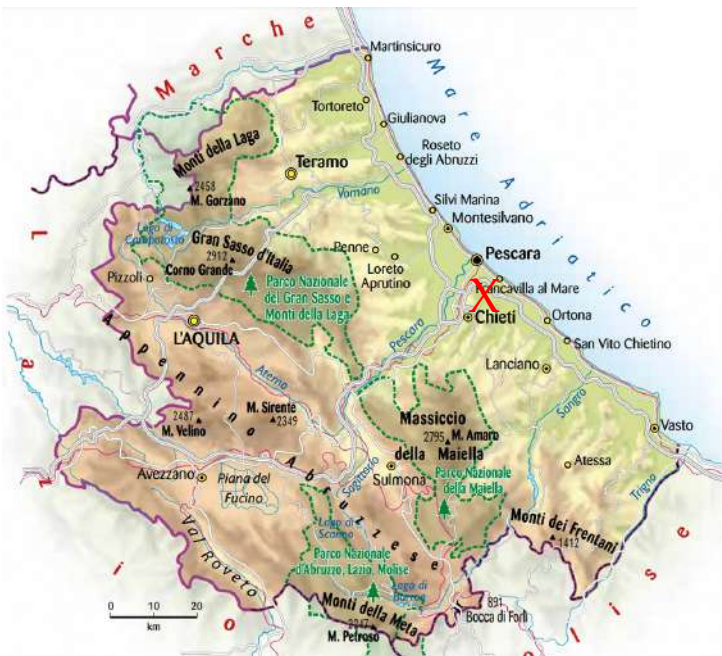 Marche
Martinsicuro
Mare Adriatico
Tortoreto
Giulianova
Monti della Laga
Roseto
degli Abruzzi
Teramo
2458
M. Gorzano
Vomano
Silvi Marina
Montesilvano
Lago di
Campotosto
Gran Sasso d'Italia
2912
Corno Grande
Penne
Loreto
Aprutino
Pescara
Pizzoli
Parco Nazionale
del Gran Sasso e
Monti della Laga
Francavilla al Mare
X
Chieti
Ortona
L'AQUILA
Pescara
San Vito Chietino
Lazio
Appennino Abruzzese
Aterno
Lanciano
Sangro
M. Sirente
2349
2487
M. Velino
Massiccio
della Maiella
2795
M. Amaro
Vasto
Avezzano
Piana del
Fucino
Sagittario
Sulmona
Parco Nazionale
della Maiella
Atessa
Trigno
Val Roveto
Lago di
Scanno
Parco Nazionale
d'Abruzzo, Lazio, Molise
Lago di
Monti dei Frentani
1412
Molise
0 10 20
km
Monti della Meta
M. Petroso
891
Bocca di Forlì